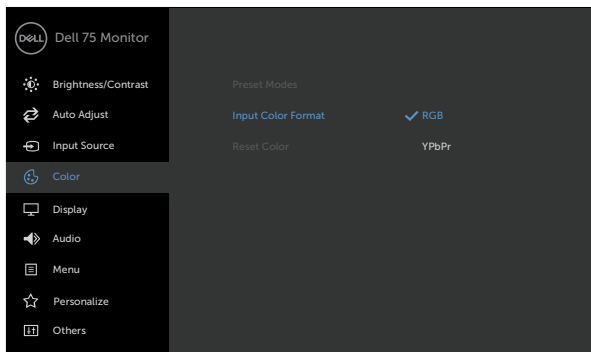 DELL Dell 75 Monitor
Brightness/Contrast
Preset Modes
Auto Adjust
Input Color Format RGB
Input Source
Reset Color YPbPr
Color
Display
Audio
Menu
Personalize
Others